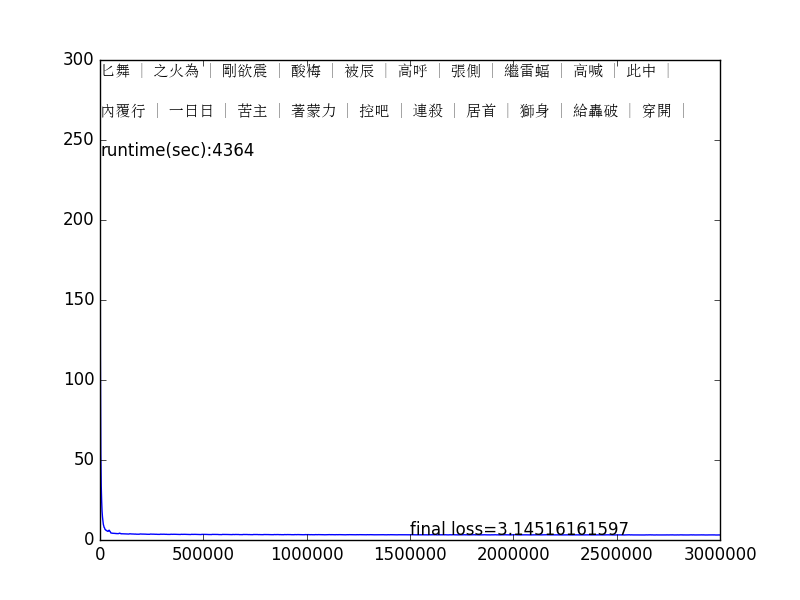 300
匕舞 | 之火為 | 剛欲震 | 酸梅 | 被辰 | 高呼 | 張側 | 繼雷蝠 | 高喊 | 此中 |
內覆行 | 一日日 | 苦主 | 著蒙力 | 控吧 | 連殺 | 居首 | 獅身 | 給轟破 | 穿開 |
250
runtime(sec):4364
200
150
100
50
final loss=3.14516161597
0
0 500000 1000000 1500000 2000000 2500000 3000000